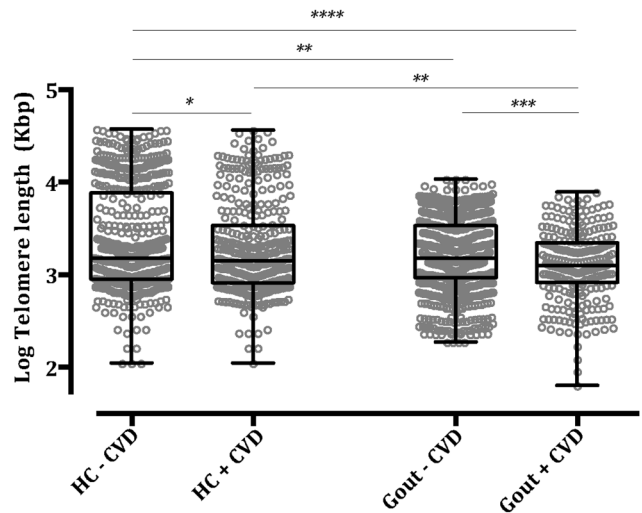 ****
**
**
*
***
Log Telomere length (Kbp)
5
4
3
2
HC - CVD
HC + CVD
Gout - CVD
Gout + CVD